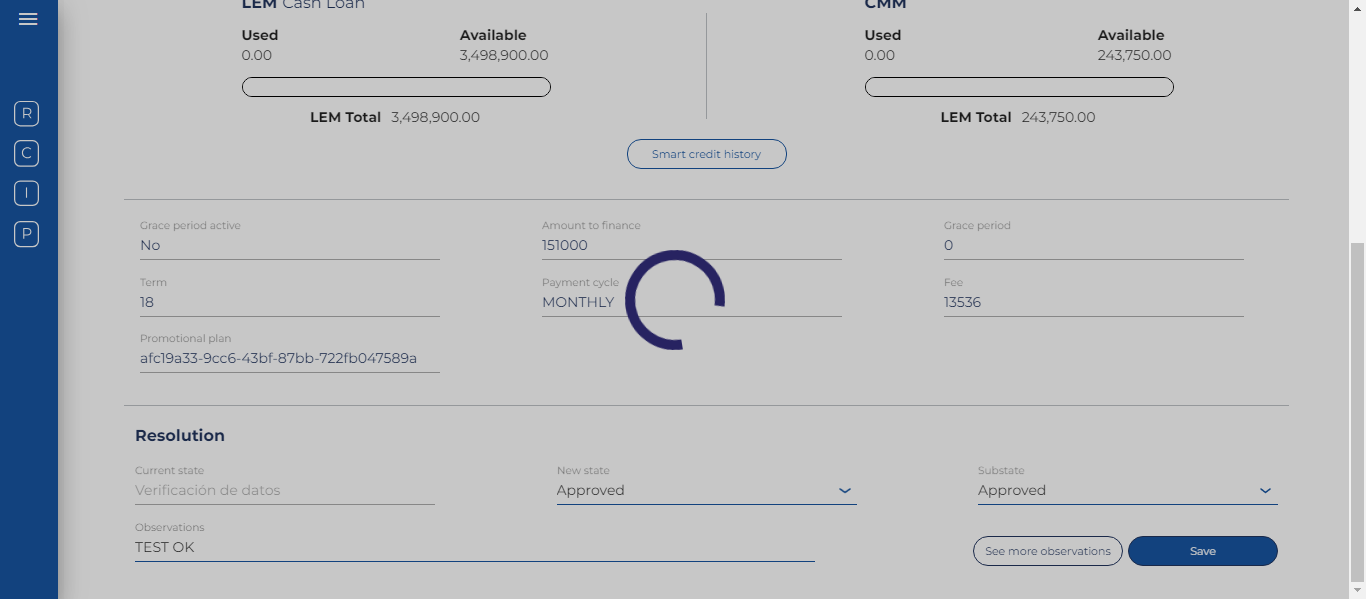 LEM Cash Loan
CMM
Used
Available
Used
Available
0.00
3,498,900.00
0.00
243,750.00
LEM Total 3,498,900.00
LEM Total 243,750.00
R
C
I
P
Smart credit history
Grace period active
Amount to finance
Grace period
No
151000
0
Term
Payment cycle
Fee
18
MONTHLY
13536
Promotional plan
afc19a33-9cc6-43bf-87bb-722fb047589a
Resolution
Current state
New state
Substate
Verificación de datos
Approved
Approved
Observations
TEST OK
See more observations
Save